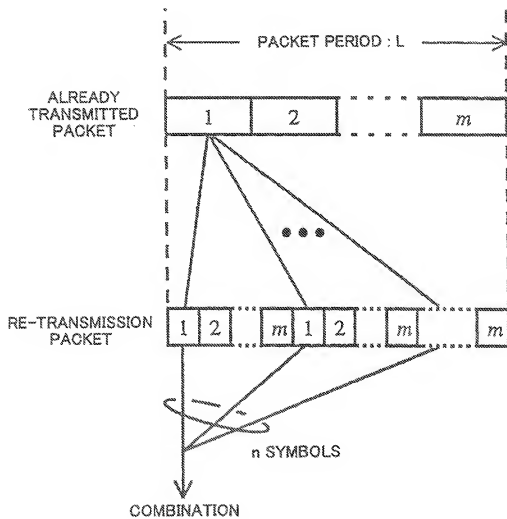 PACKET PERIOD : L
ALREADY
TRANSMITTED
PACKET
1 2 m
RE-TRANSMISSION
PACKET
1 2 m 1 2 m m
n SYMBOLS
COMBINATION